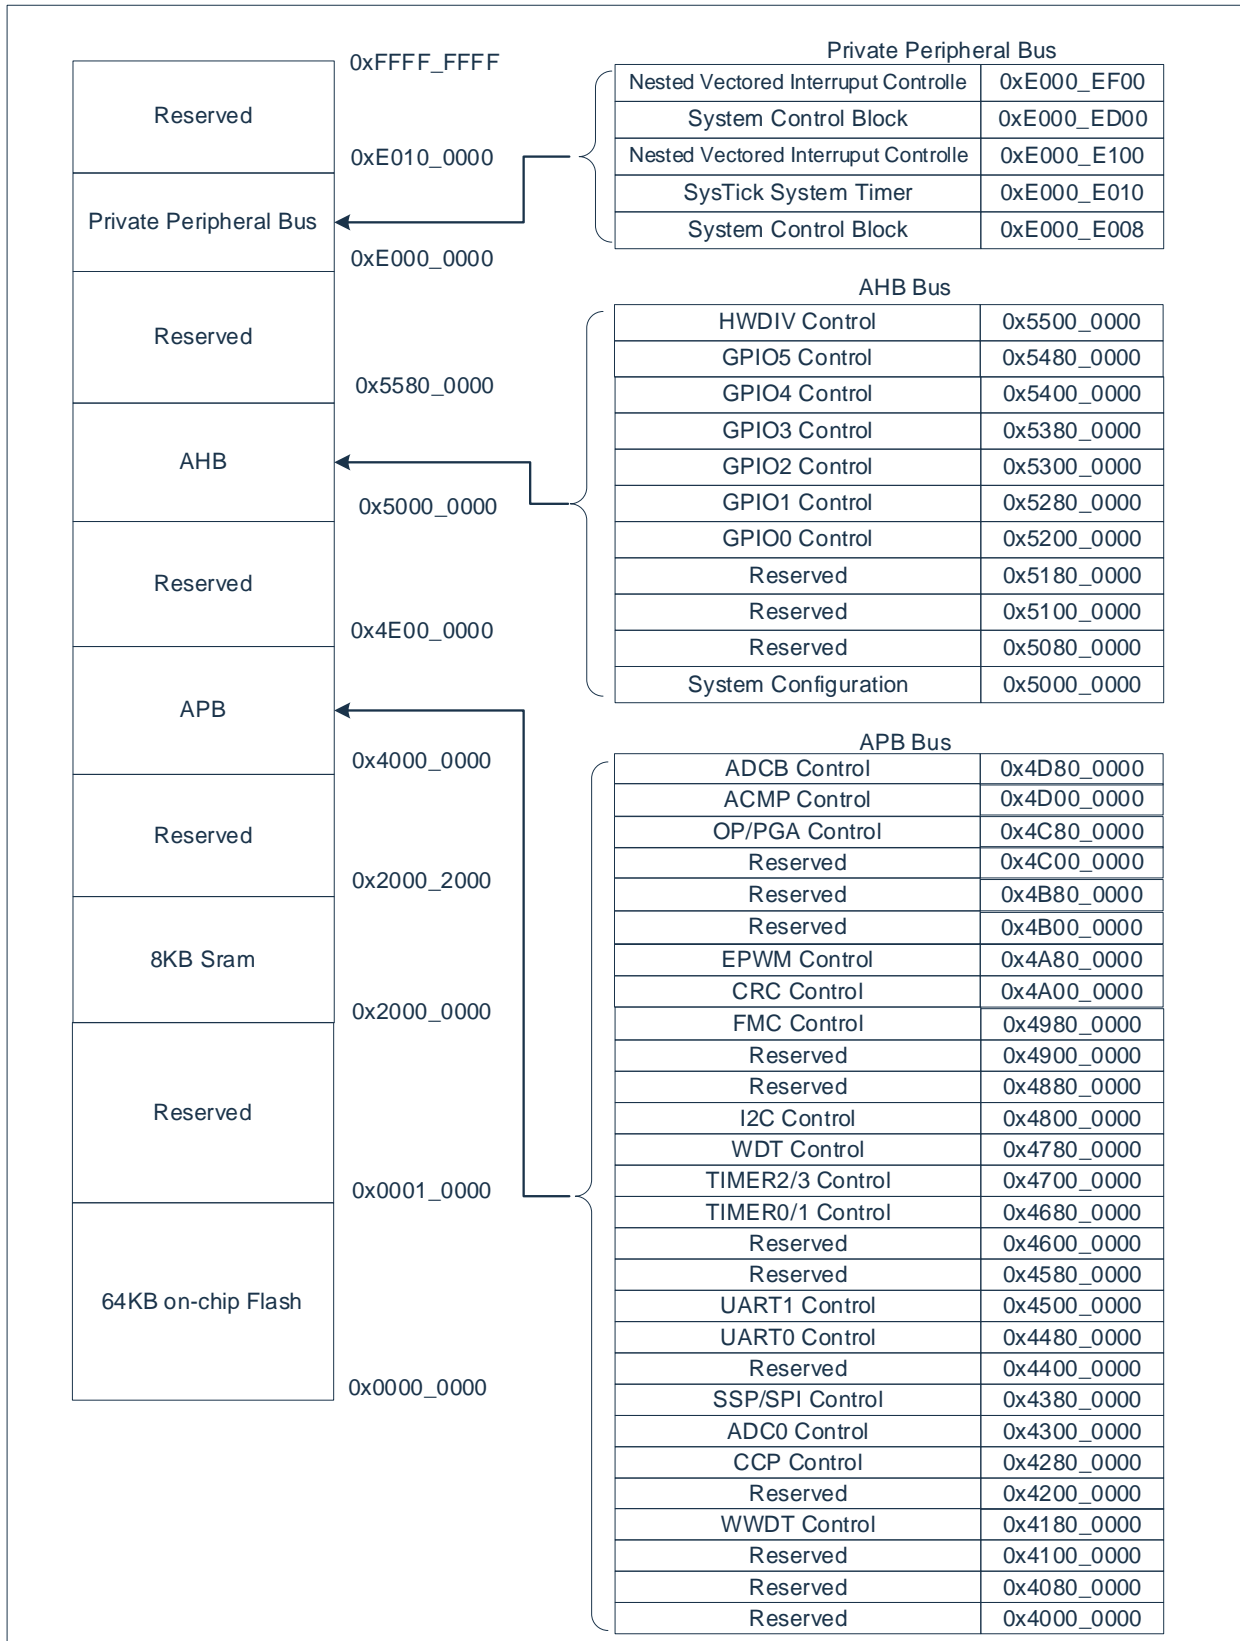 0xFFFF_FFFF
Reserved
0xE010_0000
Private Peripheral Bus
0xE000_0000
Reserved
0x5580_0000
AHB
0x5000_0000
Reserved
0x4E00_0000
APB
0x4000_0000
Reserved
0x2000_2000
8KB Sram
0x2000_0000
Reserved
0x0001_0000
64KB on-chip Flash
0x0000_0000
Private Peripheral Bus
Nested Vectored Interruput Controlle 0xE000_EF00
System Control Block 0xE000_ED00
Nested Vectored Interruput Controlle 0xE000_E100
SysTick System Timer 0xE000_E010
System Control Block 0xE000_E008
AHB Bus
HWDIV Control 0x5500_0000
GPIO5 Control 0x5480_0000
GPIO4 Control 0x5400_0000
GPIO3 Control 0x5380_0000
GPIO2 Control 0x5300_0000
GPIO1 Control 0x5280_0000
GPIO0 Control 0x5200_0000
Reserved 0x5180_0000
Reserved 0x5100_0000
Reserved 0x5080_0000
System Configuration 0x5000_0000
APB Bus
ADCB Control 0x4D80_0000
ACMP Control 0x4D00_0000
OP/PGA Control 0x4C80_0000
Reserved 0x4C00_0000
Reserved 0x4B80_0000
Reserved 0x4B00_0000
EPWM Control 0x4A80_0000
CRC Control 0x4A00_0000
FMC Control 0x4980_0000
Reserved 0x4900_0000
Reserved 0x4880_0000
I2C Control 0x4800_0000
WDT Control 0x4780_0000
TIMER2/3 Control 0x4700_0000
TIMER0/1 Control 0x4680_0000
Reserved 0x4600_0000
Reserved 0x4580_0000
UART1 Control 0x4500_0000
UART0 Control 0x4480_0000
Reserved 0x4400_0000
SSP/SPI Control 0x4380_0000
ADC0 Control 0x4300_0000
CCP Control 0x4280_0000
Reserved 0x4200_0000
WWDT Control 0x4180_0000
Reserved 0x4100_0000
Reserved 0x4080_0000
Reserved 0x4000_0000